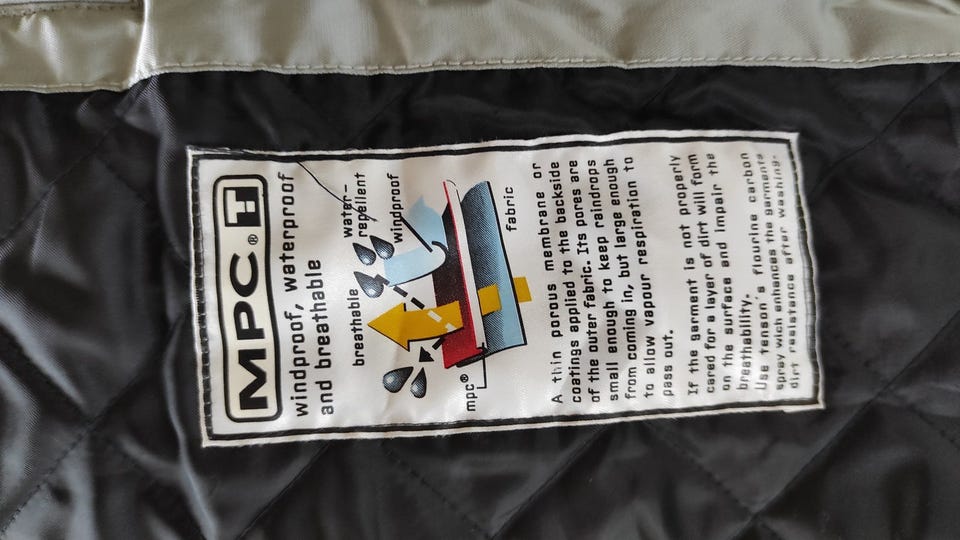 MPC®
windproof, waterproof
and breathable
breathable
water-
repellent
windproof
mpc®
fabric
A thin porous membrane or
coatings applied to the backside
of the outer fabric. Its pores are
small enough to keep raindrops
from coming in, but large enough
to allow vapour respiration to
pass out.
If the garment is not properly
cared for a layer of dirt will form
on the surface and impair the
breathability.
Use tenson's flourine carbon
spray wich enhances the garments
dirt resistance after washing.